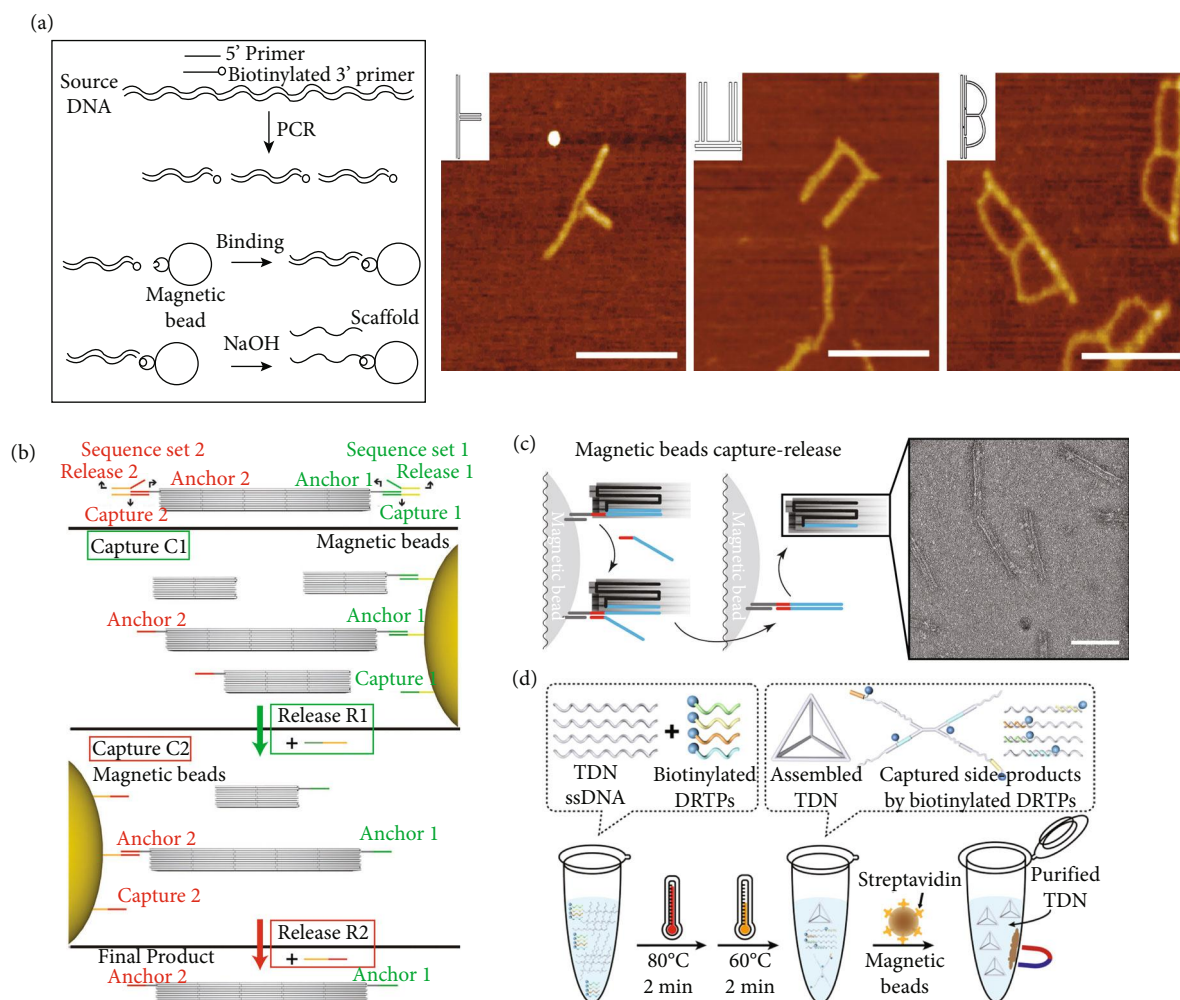 (a)
5' Primer
Biotinylated 3' primer
Source
DNA
PCR
Binding
Magnetic
bead
Scaffold
NaOH
(b)
Sequence set 2
Sequence set 1
Release 2
Anchor 2
Anchor 1
Release 1
Capture 2
Capture 1
Capture C1
Magnetic beads
Anchor 2
Anchor 1
Capture 1
Release R1
+
Capture C2
Magnetic beads
Anchor 2
Anchor 1
Capture 2
Release R2
+
Final Product
Anchor 2
Anchor 1
(c)
Magnetic beads capture-release
Magnetic bead
Magnetic bead
(d)
+
TDN
ssDNA
Biotinylated
DRTPs
Assembled
TDN
Captured side-products
by biotinylated DRTPs
80°C
2 min
60°C
2 min
Streptavidin
Magnetic
beads
Purified
TDN